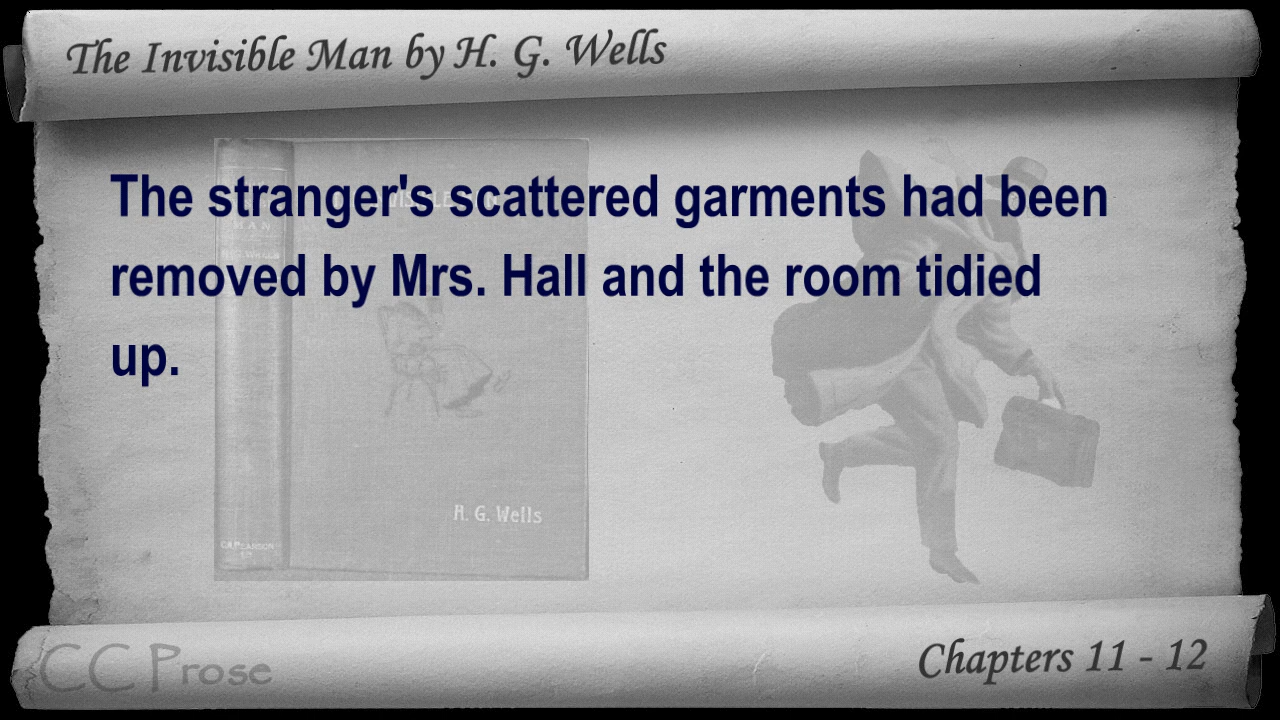 The Invisible Man by H. G. Wells
The stranger's scattered garments had been
removed by Mrs. Hall and the room tidied
up.
MAN
H. G. Wells
CC Prose
Chapters 11 - 12